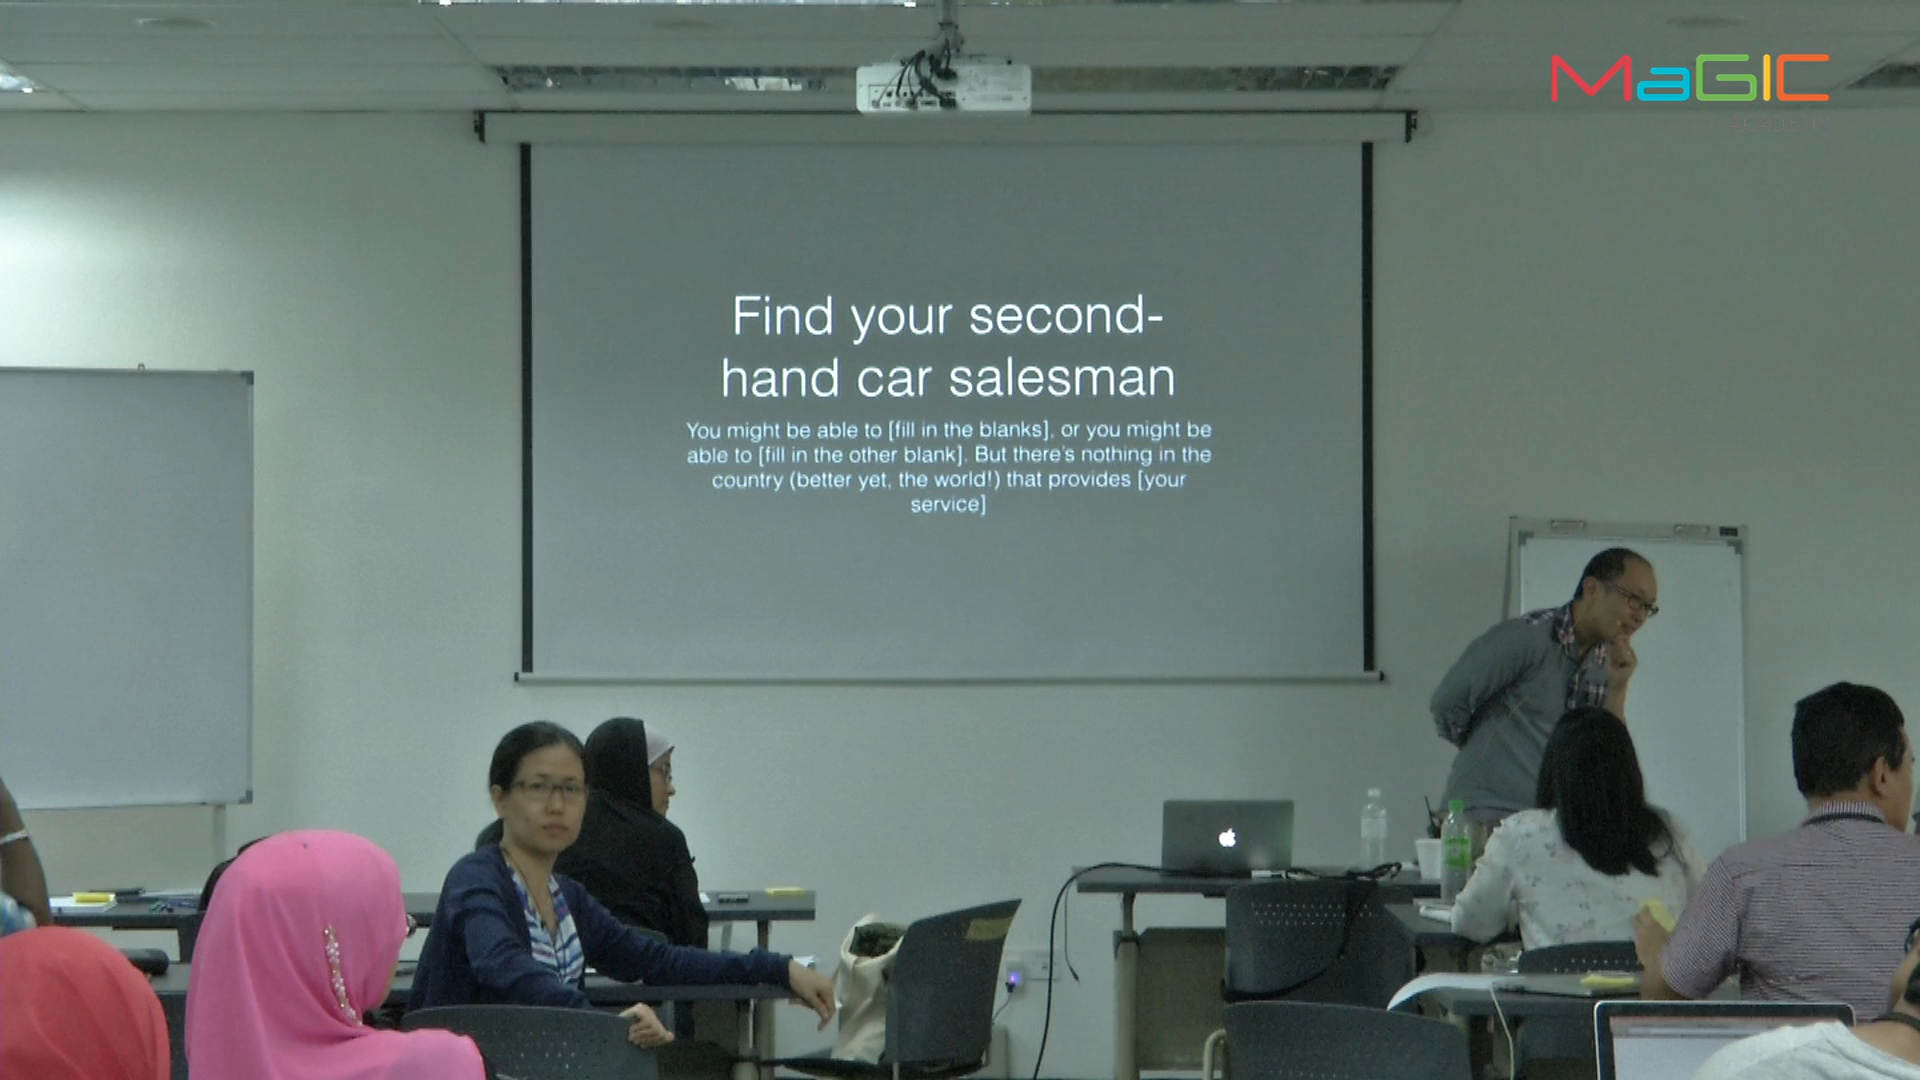 MaGIC
ACADEMY
Find your second-
hand car salesman
You might be able to [fill in the blanks], or you might be
able to [fill in the other blank]. But there's nothing in the
country (better yet, the world!) that provides [your
service]